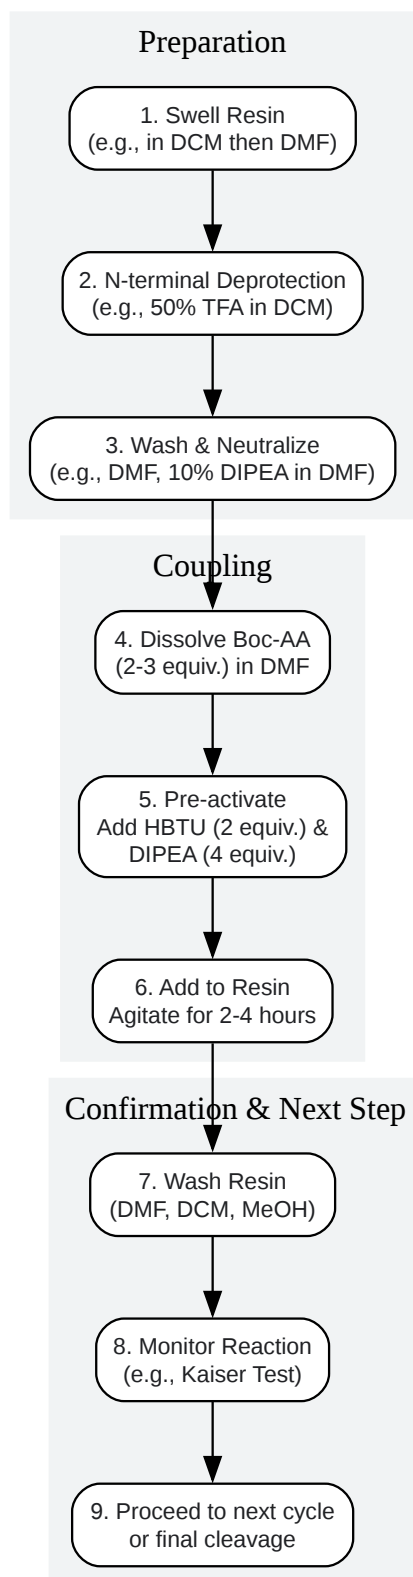 Preparation
1. Swell Resin
(e.g., in DCM then DMF)
2. N-terminal Deprotection
(e.g., 50% TFA in DCM)
3. Wash & Neutralize
(e.g., DMF, 10% DIPEA in DMF)
Coupling
4. Dissolve Boc-AA
(2-3 equiv.) in DMF
5. Pre-activate
Add HBTU (2 equiv.) &
DIPEA (4 equiv.)
6. Add to Resin
Agitate for 2-4 hours
Confirmation & Next Step
7. Wash Resin
(DMF, DCM, MeOH)
8. Monitor Reaction
(e.g., Kaiser Test)
9. Proceed to next cycle
or final cleavage